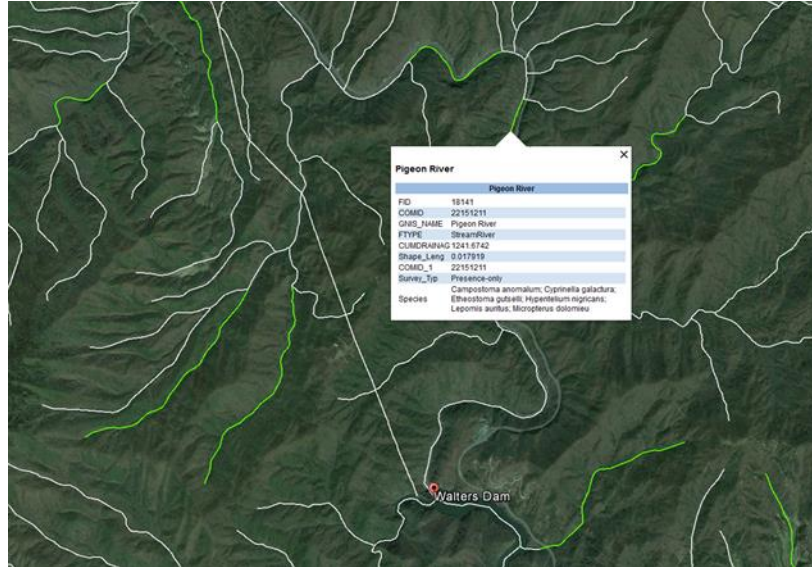 Pigeon River
Pigeon River
FID 18141
COMID 22151211
GNIS_NAME Pigeon River
FTYPE StreamRiver
CUMDRAINAG 1241.6742
Shape_Leng 0.017919
COMID_1 22151211
Survey_Typ Presence-only
Campostoma anomalum; Cyprinella galactura;
Species Etheostoma gutselli; Hypentelium nigricans;
Lepomis auritus; Micropterus dolomieu
Walters Dam